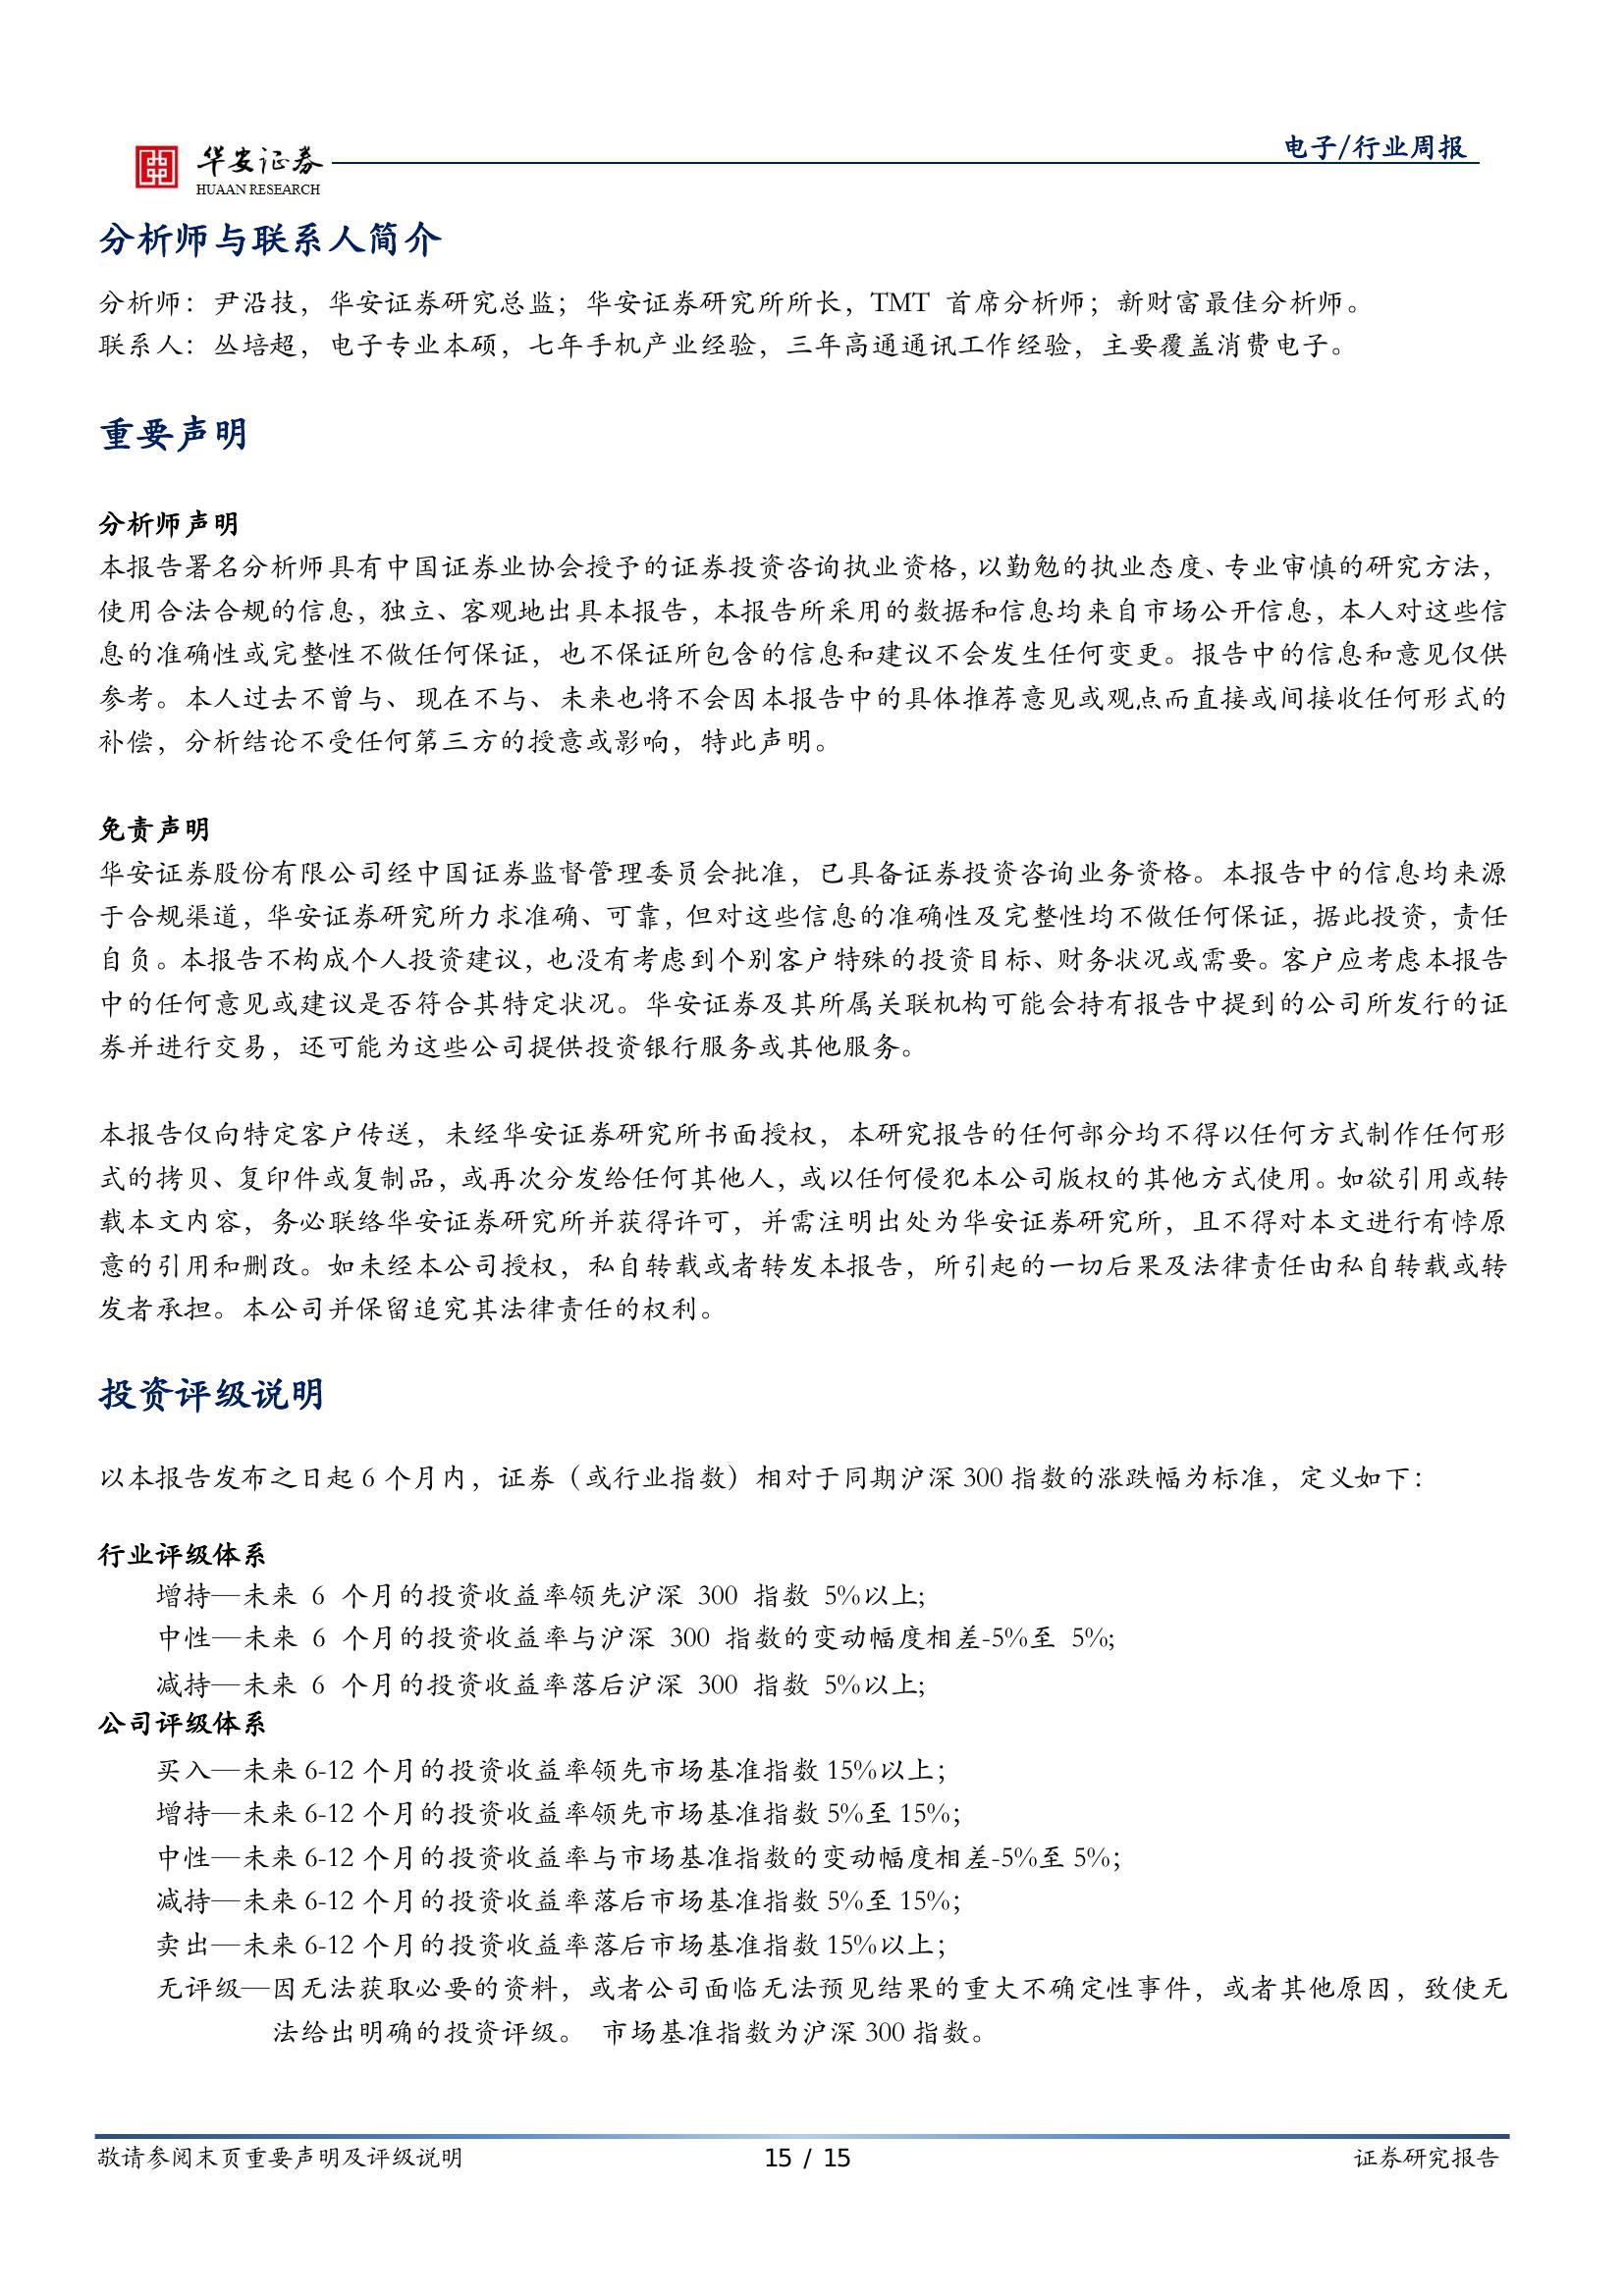 华安证券
HUAAN RESEARCH
电子/行业周报
分析师与联系人简介
分析师：尹沿技，华安证券研究总监；华安证券研究所所长，TMT 首席分析师；新财富最佳分析师。
联系人：丛培超，电子专业本硕，七年手机产业经验，三年高通通讯工作经验，主要覆盖消费电子。
重要声明
分析师声明
本报告署名分析师具有中国证券业协会授予的证券投资咨询执业资格，以勤勉的执业态度、专业审慎的研究方法，
使用合法合规的信息，独立、客观地出具本报告，本报告所采用的数据和信息均来自市场公开信息，本人对这些信
息的准确性或完整性不做任何保证，也不保证所包含的信息和建议不会发生任何变更。报告中的信息和意见仅供
参考。本人过去不曾与、现在不与、未来也将不会因本报告中的具体推荐意见或观点而直接或间接收任何形式的
补偿，分析结论不受任何第三方的授意或影响，特此声明。
免责声明
华安证券股份有限公司经中国证券监督管理委员会批准，已具备证券投资咨询业务资格。本报告中的信息均来源
于合规渠道，华安证券研究所力求准确、可靠，但对这些信息的准确性及完整性均不做任何保证，据此投资，责任
自负。本报告不构成个人投资建议，也没有考虑到个别客户特殊的投资目标、财务状况或需要。客户应考虑本报告
中的任何意见或建议是否符合其特定状况。华安证券及其所属关联机构可能会持有报告中提到的公司所发行的证
券并进行交易，还可能为这些公司提供投资银行服务或其他服务。
本报告仅向特定客户传送，未经华安证券研究所书面授权，本研究报告的任何部分均不得以任何方式制作任何形
式的拷贝、复印件或复制品，或再次分发给任何其他人，或以任何侵犯本公司版权的其他方式使用。如欲引用或转
载本文内容，务必联络华安证券研究所并获得许可，并需注明出处为华安证券研究所，且不得对本文进行有悖原
意的引用和删改。如未经本公司授权，私自转载或者转发本报告，所引起的一切后果及法律责任由私自转载或转
发者承担。本公司并保留追究其法律责任的权利。
投资评级说明
以本报告发布之日起 6 个月内，证券（或行业指数）相对于同期沪深 300 指数的涨跌幅为标准，定义如下：
行业评级体系
增持—未来 6 个月的投资收益率领先沪深 300 指数 5%以上;
中性—未来 6 个月的投资收益率与沪深 300 指数的变动幅度相差-5%至 5%;
减持—未来 6 个月的投资收益率落后沪深 300 指数 5%以上;
公司评级体系
买入—未来 6-12 个月的投资收益率领先市场基准指数 15%以上；
增持—未来 6-12 个月的投资收益率领先市场基准指数 5%至 15%；
中性—未来 6-12 个月的投资收益率与市场基准指数的变动幅度相差-5%至 5%；
减持—未来 6-12 个月的投资收益率落后市场基准指数 5%至 15%；
卖出—未来 6-12 个月的投资收益率落后市场基准指数 15%以上；
无评级—因无法获取必要的资料，或者公司面临无法预见结果的重大不确定性事件，或者其他原因，致使无
法给出明确的投资评级。 市场基准指数为沪深 300 指数。
敬请参阅末页重要声明及评级说明
15 / 15
证券研究报告